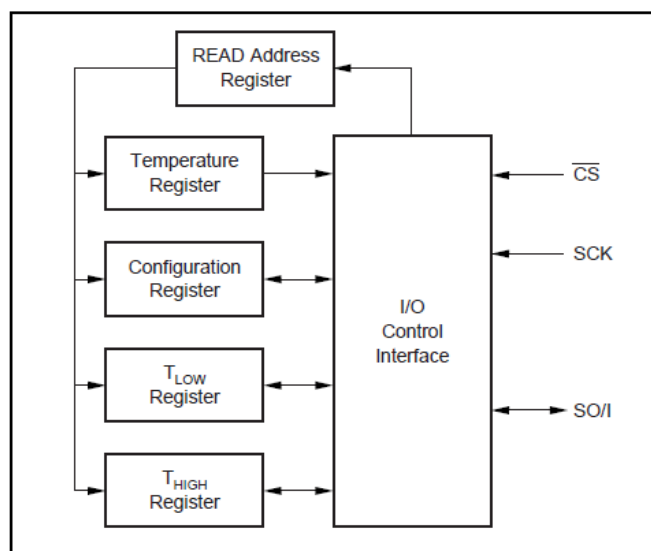 READ Address
Register
Temperature
Register
CS
Configuration
Register
SCK
I/O
Control
Interface
TLOW
Register
SO/I
THIGH
Register